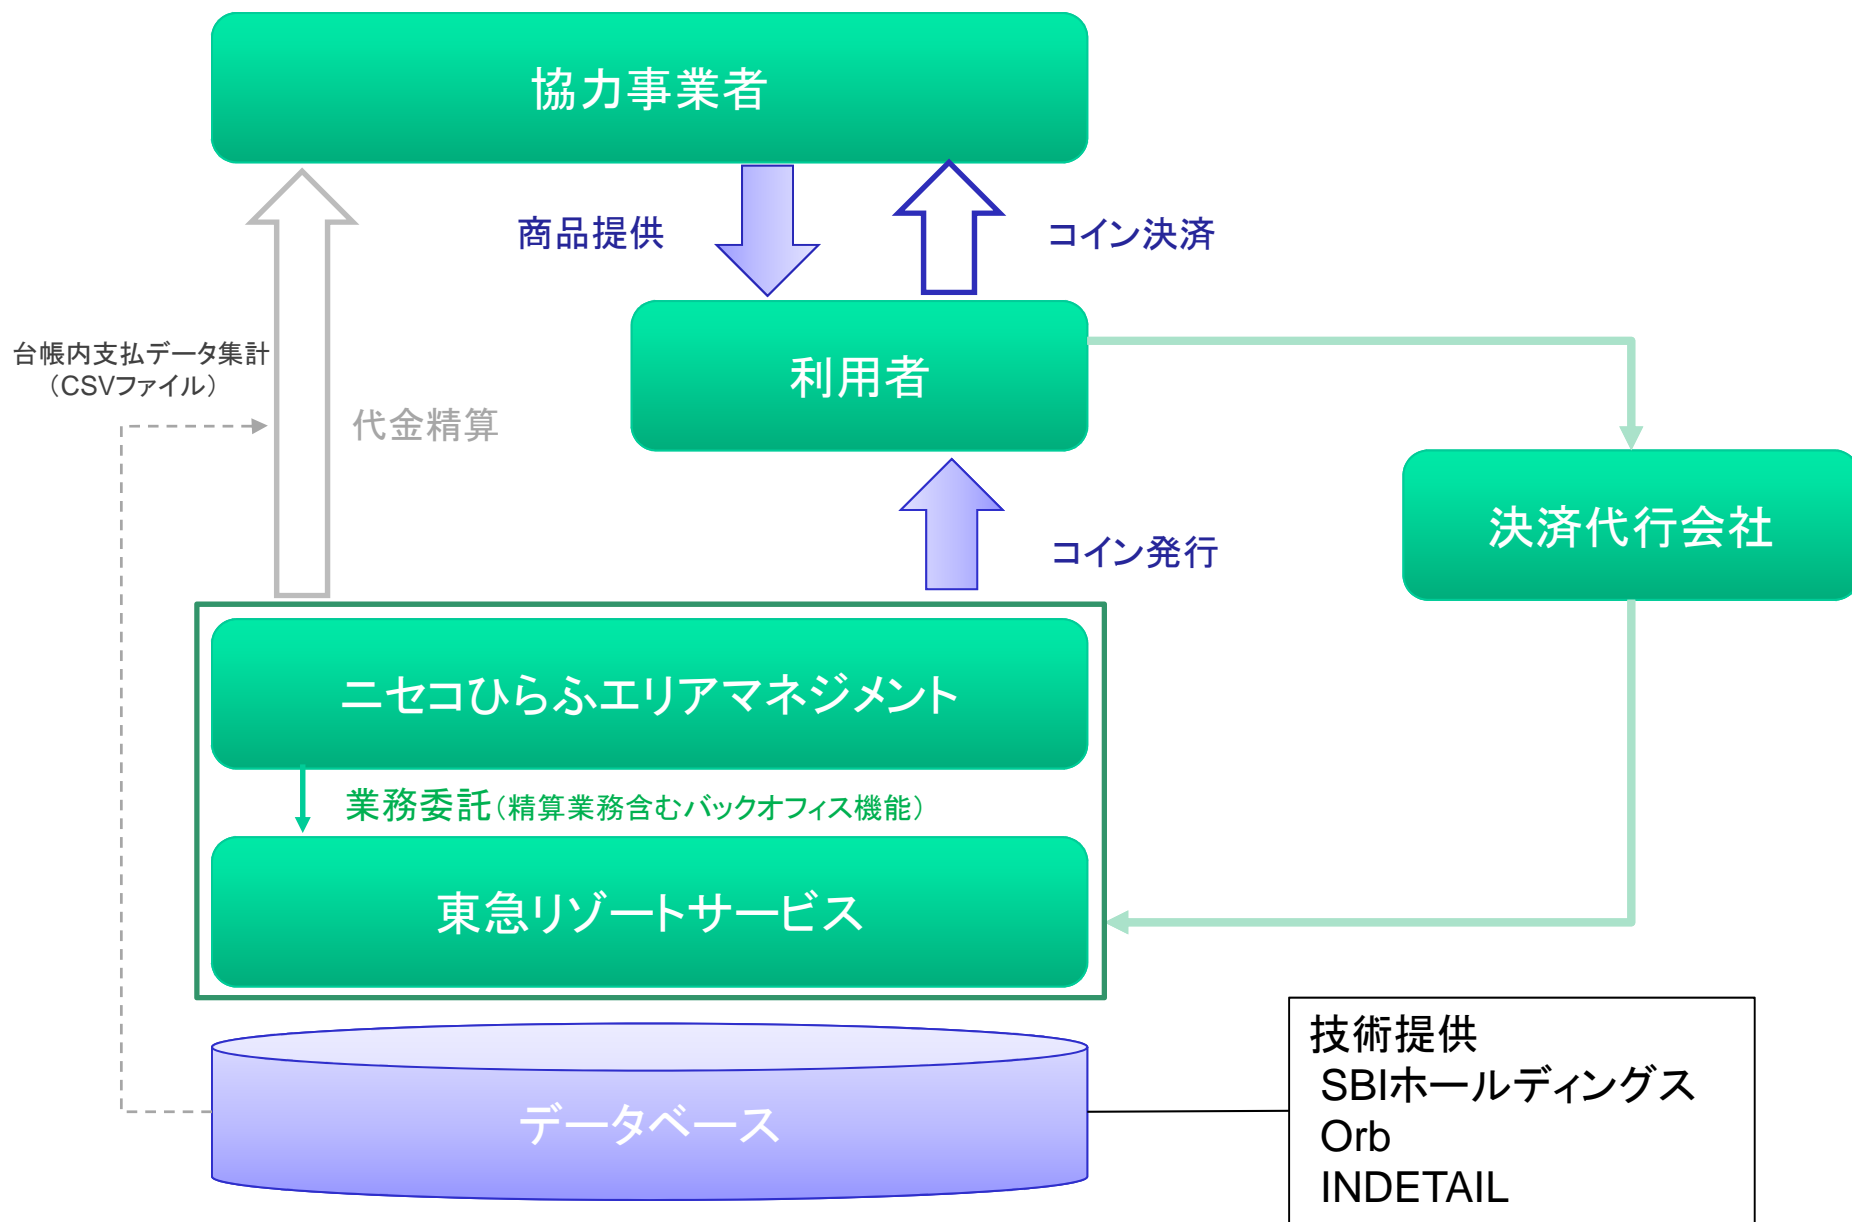 協力事業者
商品提供
コイン決済
利用者
台帳内支払データ集計
（CSVファイル）
代金精算
決済代行会社
コイン発行
ニセコひらふエリアマネジメント
業務委託（精算業務含むバックオフィス機能）
東急リゾートサービス
データベース
技術提供
SBIホールディングス
Orb
INDETAIL